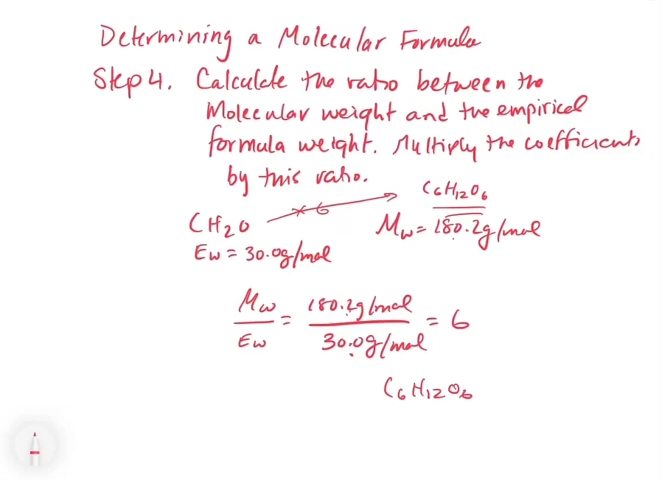 Determining a Molecular Formula
Step 4. Calculate the ratio between the
Molecular weight and the empirical
formula weight. Multiply the coefficients
by this ratio.
×6
C₆H₁₂O₆
CH₂O
Mw = 180.2g/mol
Ew = 30.0g/mol
Mw/Ew = 180.2g/mol / 30.0g/mol = 6
C₆H₁₂O₆